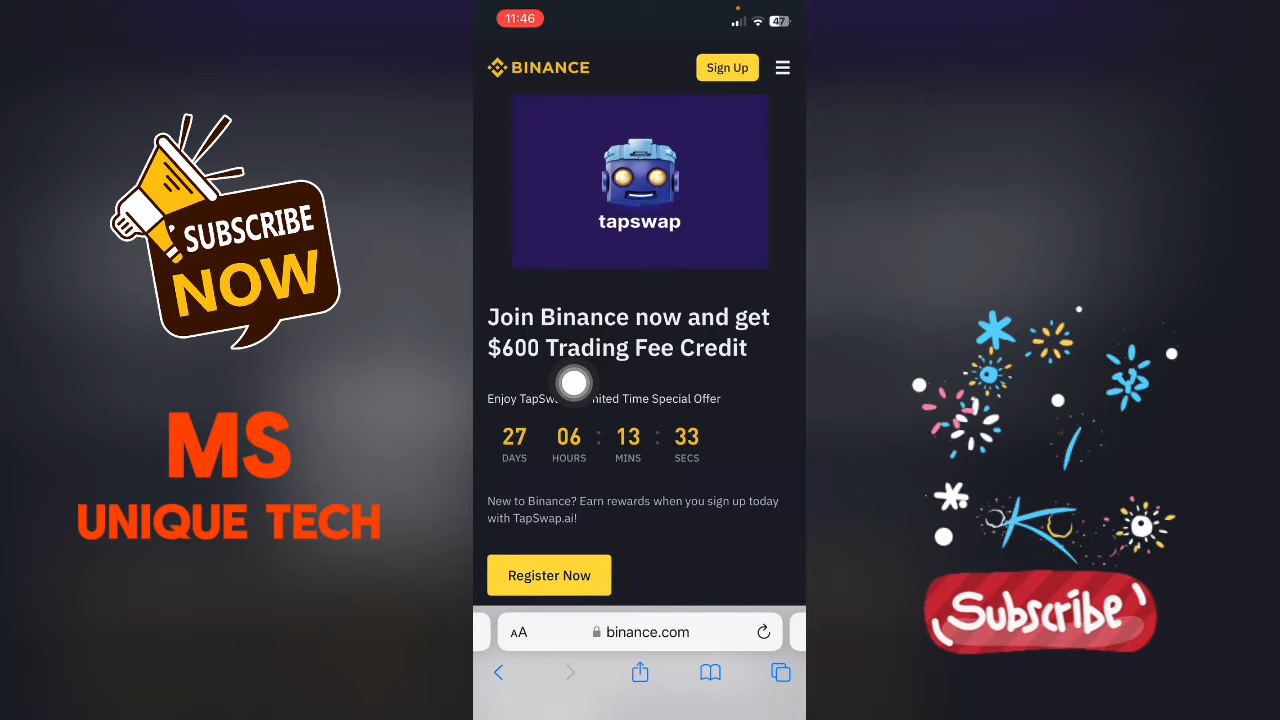 SUBSCRIBE
NOW
MS
UNIQUE TECH
11:46
47
BINANCE
Sign Up
tapswap
Join Binance now and get
$600 Trading Fee Credit
Enjoy Time Special Offer
27 06 : 13 : 33
DAYS HOURS MINS SECS
New to Binance? Earn rewards when you sign up today
with TapSwap.ai!
Register Now
AA binance.com
Subscribe